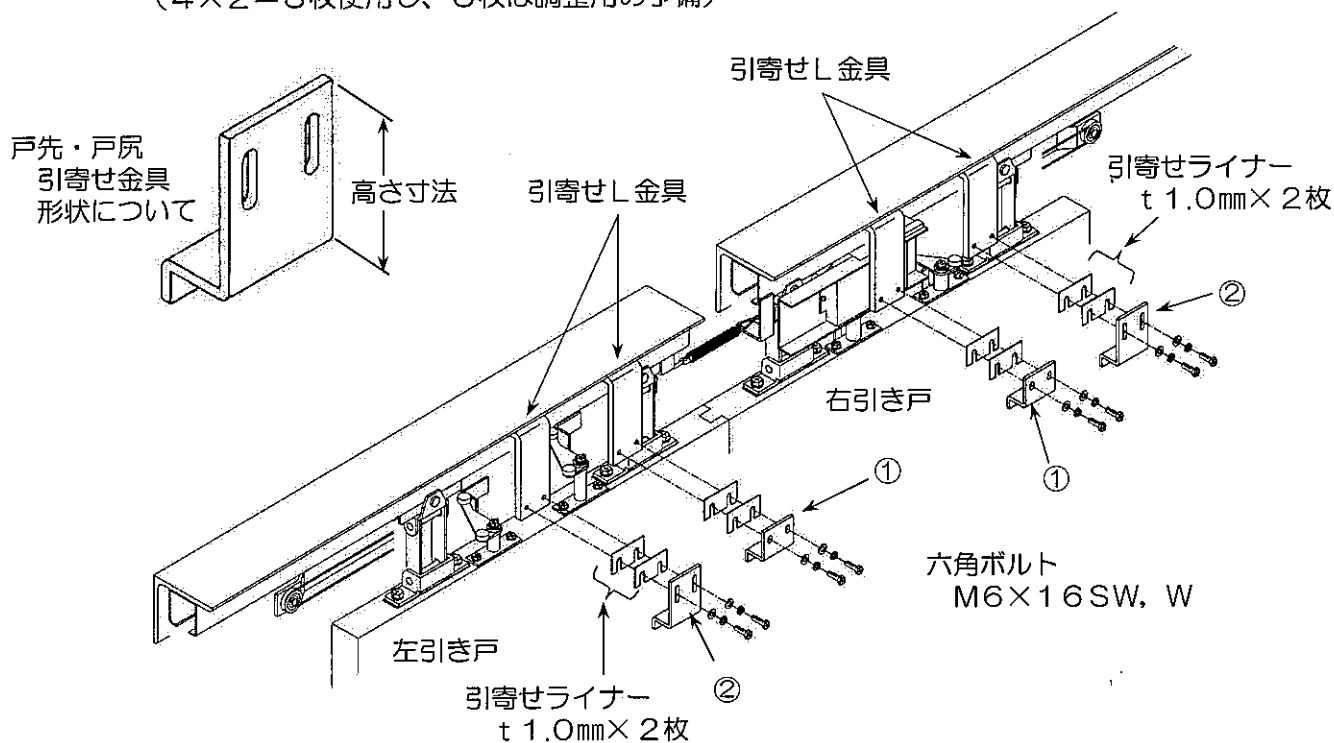 引寄せL金具
戸先・戸尻
引寄せ金具
形状について
高さ寸法
引寄せL金具
引寄せライナー
t1.0mm×2枚
②
右引き戸
①
①
六角ボルト
M6×16SW, W
左引き戸
②
引寄せライナー
t1.0mm×2枚